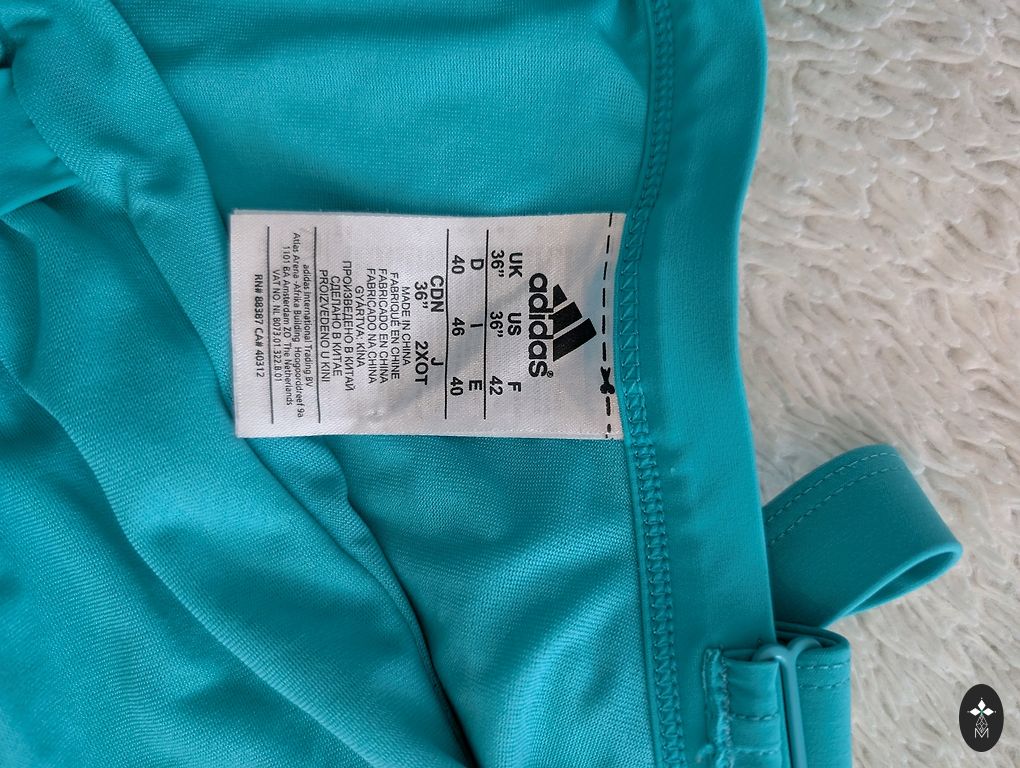 adidas®
UK US F
36" 36" 42
D I E
40 46 40
CDN J
36" 2XOT
MADE IN CHINA
FABRIQUÉ EN CHINE
FABRICADO EN CHINA
FABRICADO NA CHINA
GYÁRTVA: KÍNA
ПРОИЗВЕДЕНО В КИТАЙ
СДЕЛАНО В КИТАЕ
PROIZVEDENO U KINI
adidas International Trading BV
Atlas Arena -Afrika Building Hoogoorddreef 9a
1101 BA Amsterdam ZO The Netherlands
VAT NO. NL 8073.01.322.B.01
RN# 88387 CA# 40312
M